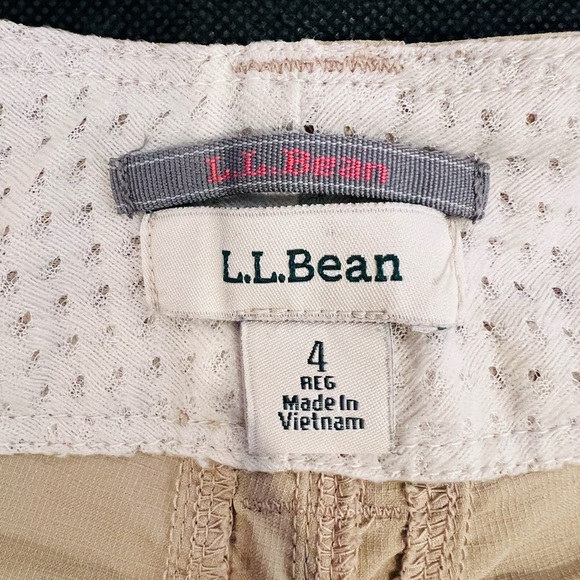 L.L.Bean
L.L.Bean
4
REG
Made In
Vietnam